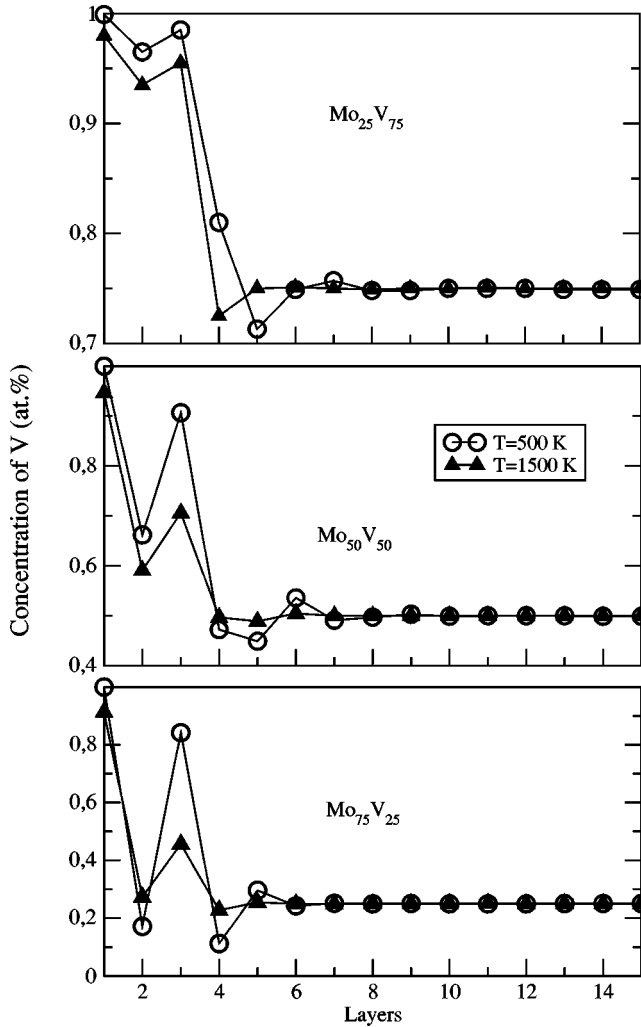 1
0,9
0,8
0,7
Mo25V75
Concentration of V (at.%)
0,8
0,6
0,4
T=500 K
T=1500 K
Mo50V50
0,8
0,6
0,4
0,2
0
Mo75V25
2 4 6 8 10 12 14
Layers